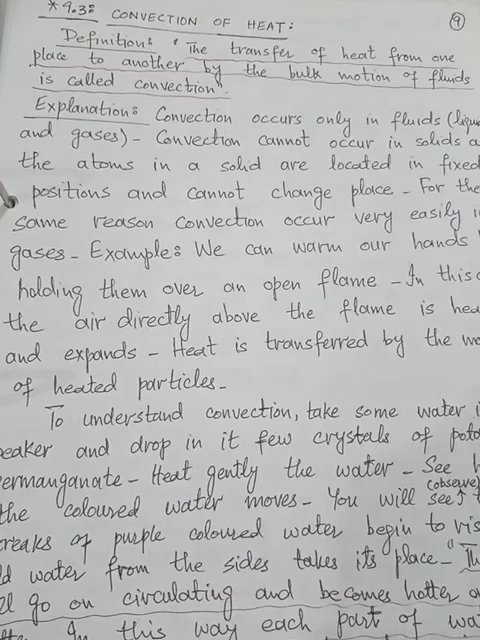 * 9.3: CONVECTION OF HEAT:
9
Definition: "The transfer of heat from one
place to another by the bulk motion of fluids
is called convection".
Explanation: Convection occurs only in fluids (liqu
and gases) - Convection cannot occur in solids a
the atoms in a solid are located in fixed
positions and cannot change place - For the
same reason convection occur very easily i
gases - Example: We can warm our hands
holding them over an open flame - In this
the air directly above the flame is hea
and expands - Heat is transferred by the mo
of heated particles -
To understand convection, take some water i
beaker and drop in it few crystals of pota
ermanganate - Heat gently the water - See h
(observe)
the coloured water moves - You will see ↑ t
reaks of purple coloured water begin to ris
ld water from the sides takes its place - "Th
ll go on circulating and becomes hotter a
In this way each part of wa